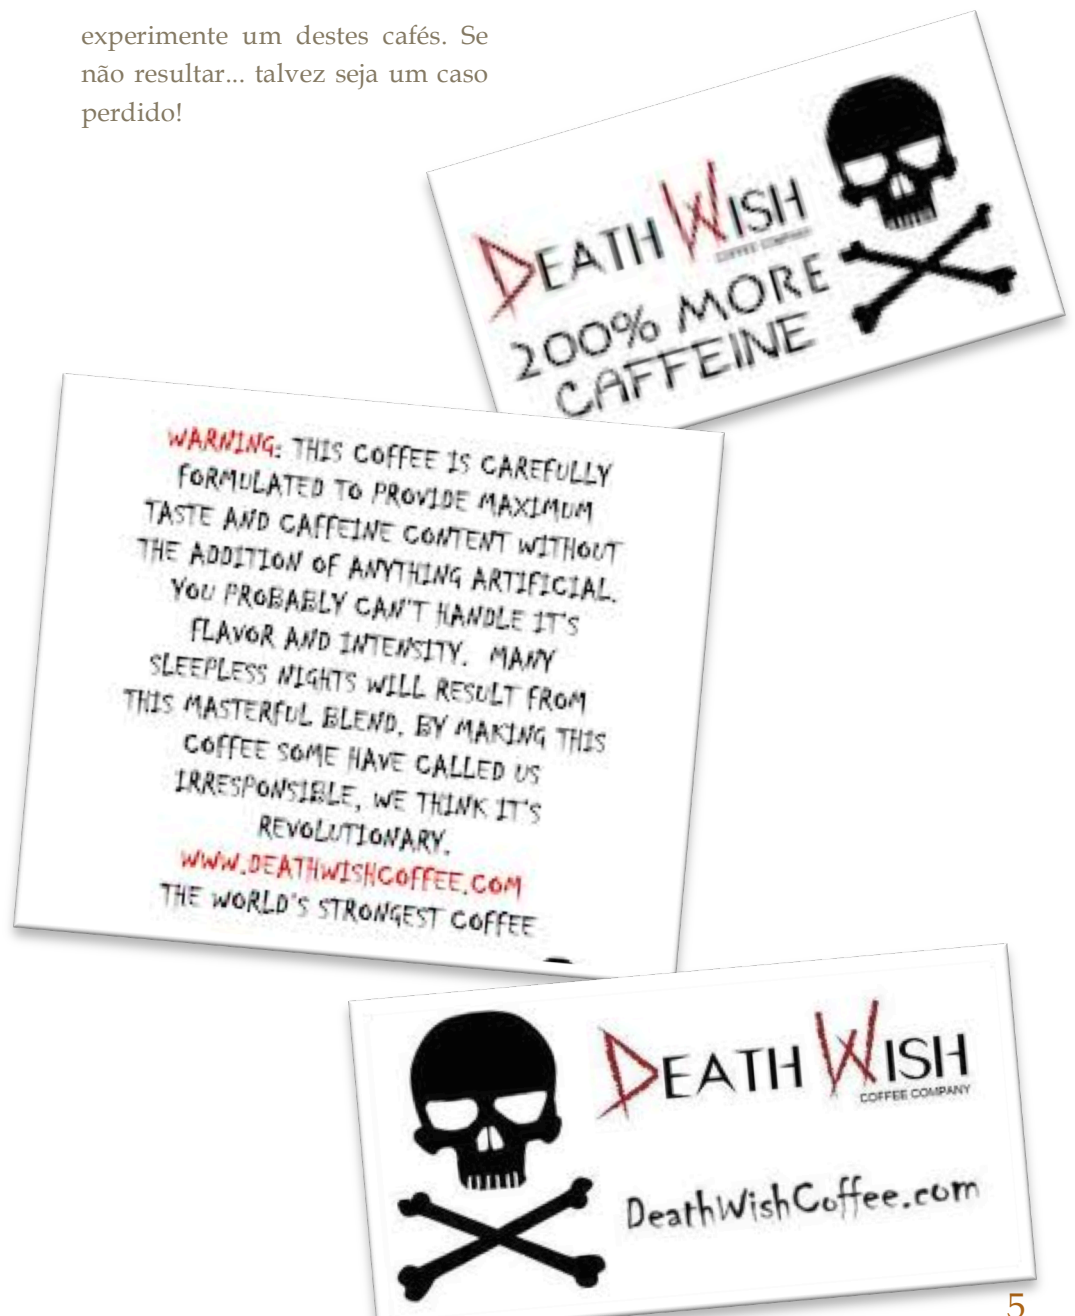 experimente um destes cafés. Se
não resultar... talvez seja um caso
perdido!
DEATH WISH
COFFEE COMPANY
200% MORE
CAFFEINE
WARNING: THIS COFFEE IS CAREFULLY
FORMULATED TO PROVIDE MAXIMUM
TASTE AND CAFFEINE CONTENT WITHOUT
THE ADDITION OF ANYTHING ARTIFICIAL.
YOU PROBABLY CAN'T HANDLE IT'S
FLAVOR AND INTENSITY. MANY
SLEEPLESS NIGHTS WILL RESULT FROM
THIS MASTERFUL BLEND. BY MAKING THIS
COFFEE SOME HAVE CALLED US
IRRESPONSIBLE, WE THINK IT'S
REVOLUTIONARY.
WWW.DEATHWISHCOFFEE.COM
THE WORLD'S STRONGEST COFFEE
DEATH WISH
COFFEE COMPANY
DeathWishCoffee.com
5